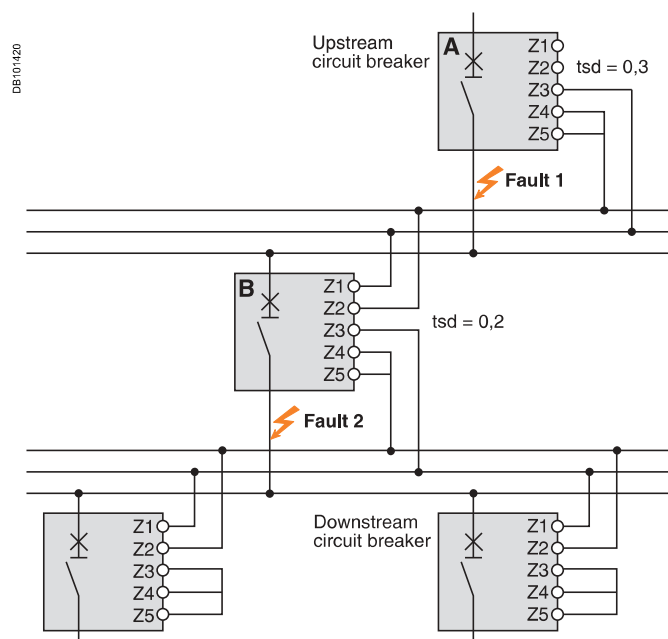 DB101420
Upstream
circuit breaker
A
Z1
Z2
Z3
Z4
Z5
tsd = 0,3
Fault 1
B
Z1
Z2
Z3
Z4
Z5
tsd = 0,2
Fault 2
Z1
Z2
Z3
Z4
Z5
Downstream
circuit breaker
Z1
Z2
Z3
Z4
Z5